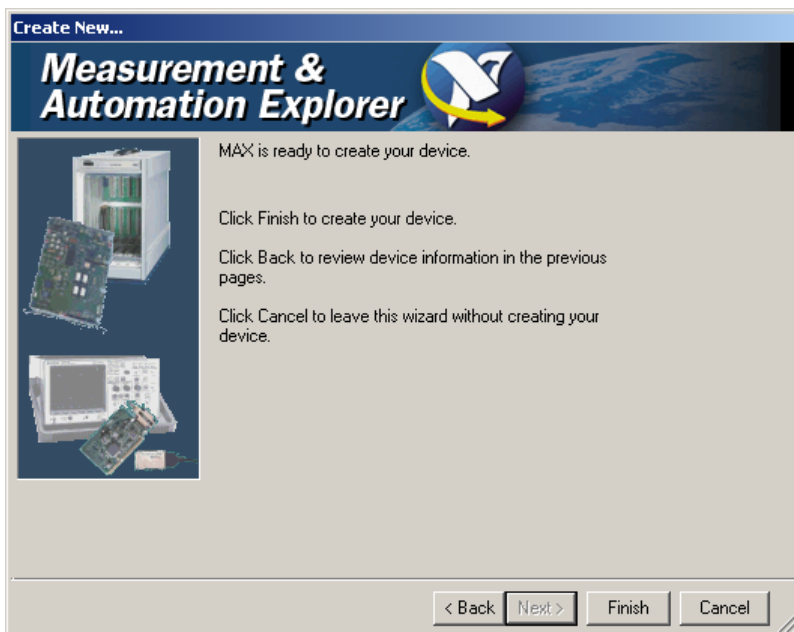 Create New...
Measurement &
Automation Explorer
MAX is ready to create your device.
Click Finish to create your device.
Click Back to review device information in the previous
pages.
Click Cancel to leave this wizard without creating your
device.
< Back Next > Finish Cancel